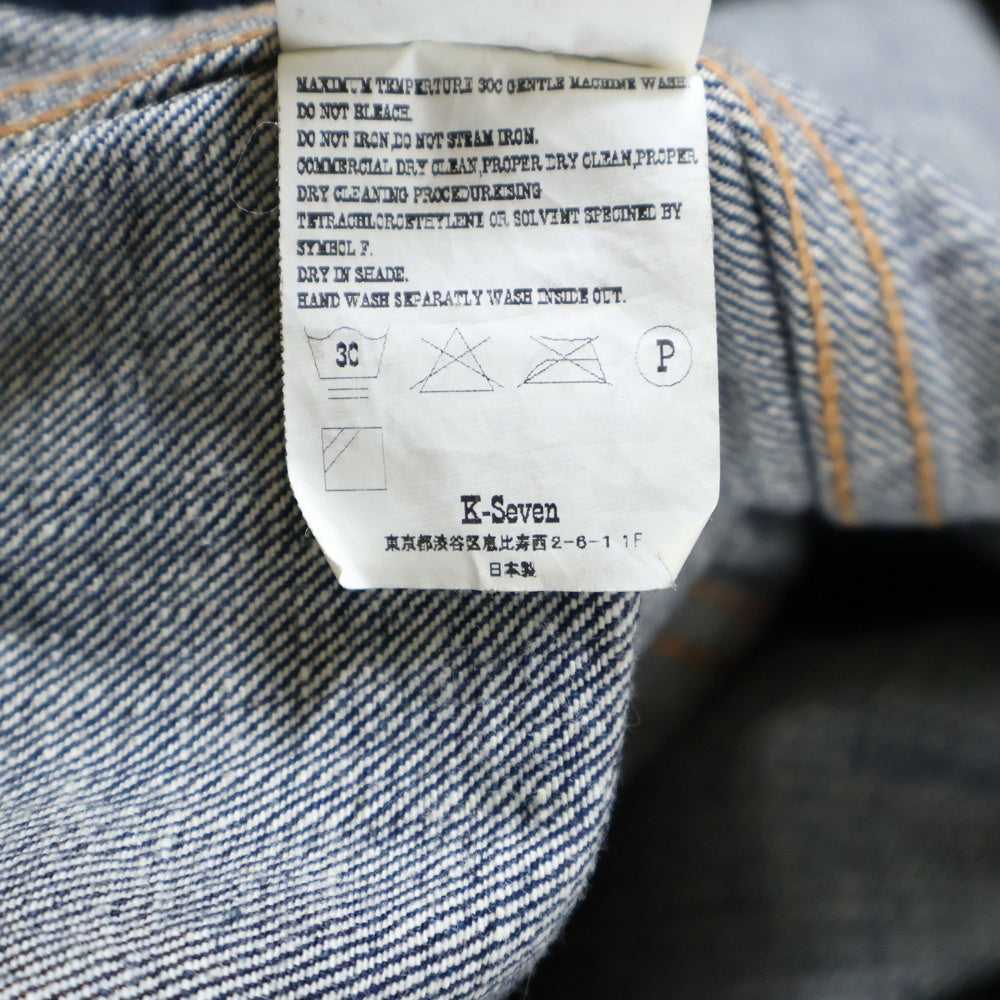 MAXIMUM TEMPERTURE 30C GENTLE MACHINE WASH.
DO NOT BLEACH.
DO NOT IRON,DO NOT STEAM IRON.
COMMERCIAL DRY CLEAN,PROPER DRY CLEAN,PROPER
DRY CLEANING PROCEDUREISING
TETRACHLOROETHYLENE OR SOLVENT SPECINED BY
SYMBOL F.
DRY IN SHADE.
HAND WASH SEPARATLY WASH INSIDE OUT.
30 P
K-Seven
東京都渋谷区恵比寿西2-6-1 1F
日本製